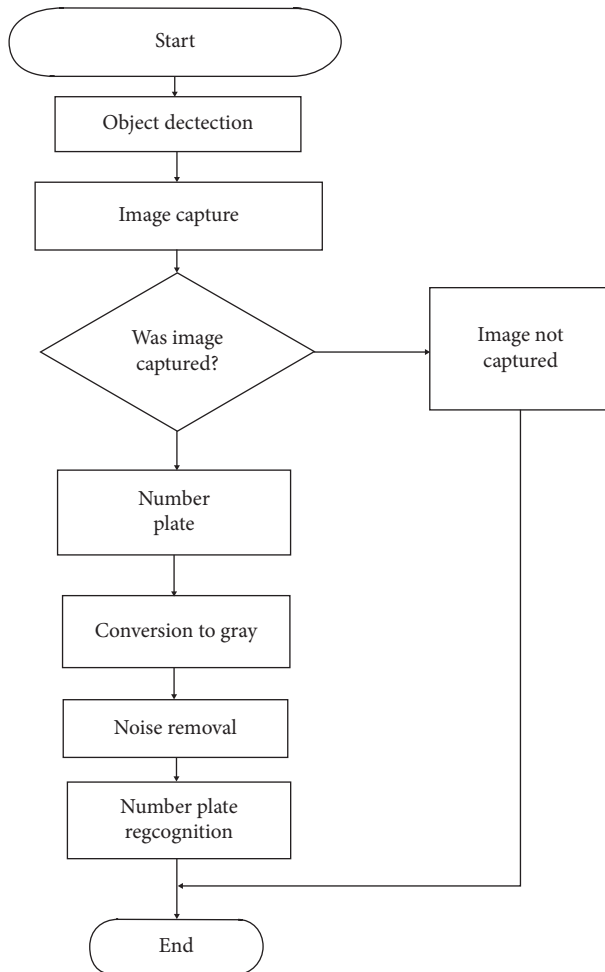 Start
Object dectection
Image capture
Was image
captured?
Image not
captured
Number
plate
Conversion to gray
Noise removal
Number plate
regcognition
End